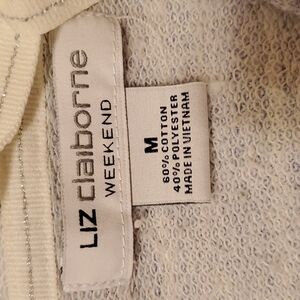 LIZ claiborne
WEEKEND
M
60% COTTON
40% POLYESTER
MADE IN VIETNAM